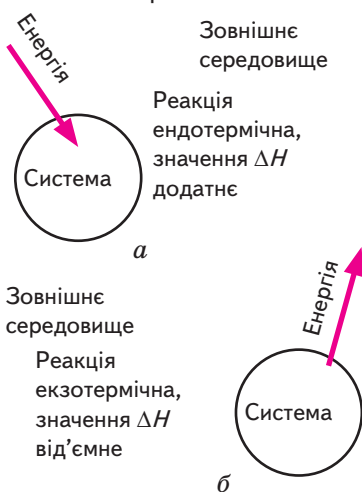 Енергія
Зовнішнє
середовище
Реакція
ендотермічна,
значення ΔH
додатнє
Система
а
Зовнішнє
середовище
Енергія
Реакція
екзотермічна,
значення ΔH
від’ємне
Система
б